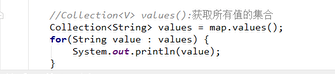 //Collection<V> values():获取所有值的集合
Collection<String> values = map.values();
for(String value : values) {
System.out.println(value);
}